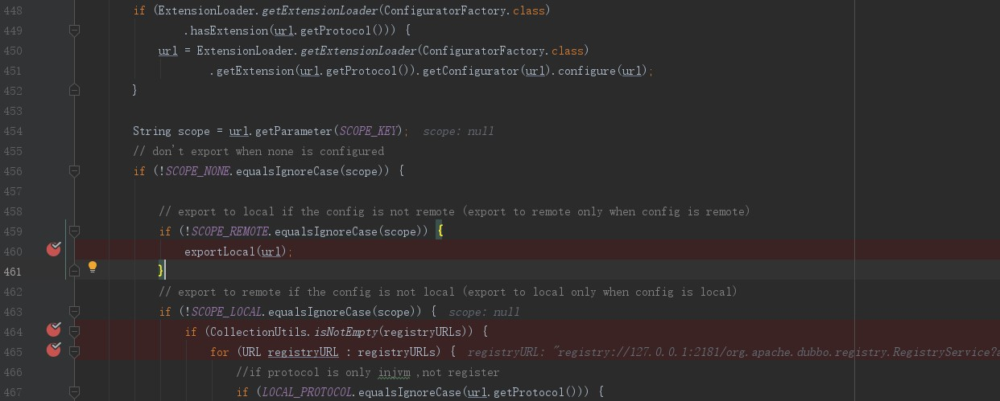 448 if (ExtensionLoader.getExtensionLoader(ConfiguratorFactory.class)
449 .hasExtension(url.getProtocol())) {
450 url = ExtensionLoader.getExtensionLoader(ConfiguratorFactory.class)
451 .getExtension(url.getProtocol()).getConfigurator(url).configure(url);
452 }
453
454 String scope = url.getParameter(SCOPE_KEY); scope: null
455 // don't export when none is configured
456 if (!SCOPE_NONE.equalsIgnoreCase(scope)) {
457
458 // export to local if the config is not remote (export to remote only when config is remote)
459 if (!SCOPE_REMOTE.equalsIgnoreCase(scope)) {
460 exportLocal(url);
461 }
462 // export to remote if the config is not local (export to local only when config is local)
463 if (!SCOPE_LOCAL.equalsIgnoreCase(scope)) { scope: null
464 if (CollectionUtils.isNotEmpty(registryURLs)) {
465 for (URL registryURL : registryURLs) { registryURL: "registry://127.0.0.1:2181/org.apache.dubbo.registry.RegistryService?a
466 //if protocol is only injvm ,not register
467 if (LOCAL_PROTOCOL.equalsIgnoreCase(url.getProtocol())) {